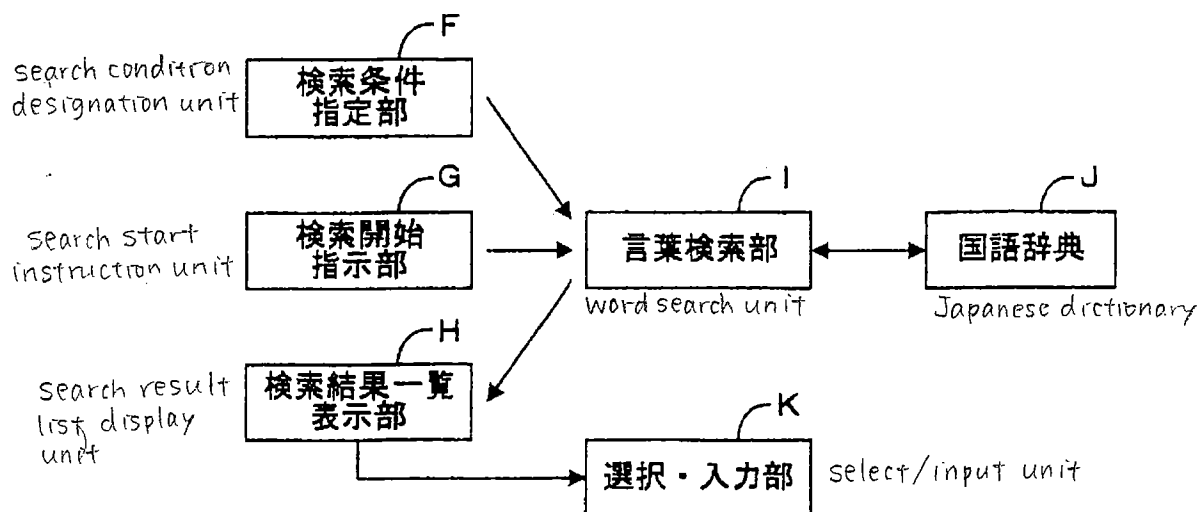 F
search condition
designation unit
検索条件
指定部
G
search start
instruction unit
検索開始
指示部
I
言葉検索部
word search unit
J
国語辞典
Japanese dictionary
H
search result
list display
unit
検索結果一覧
表示部
K
選択・入力部
select/input unit